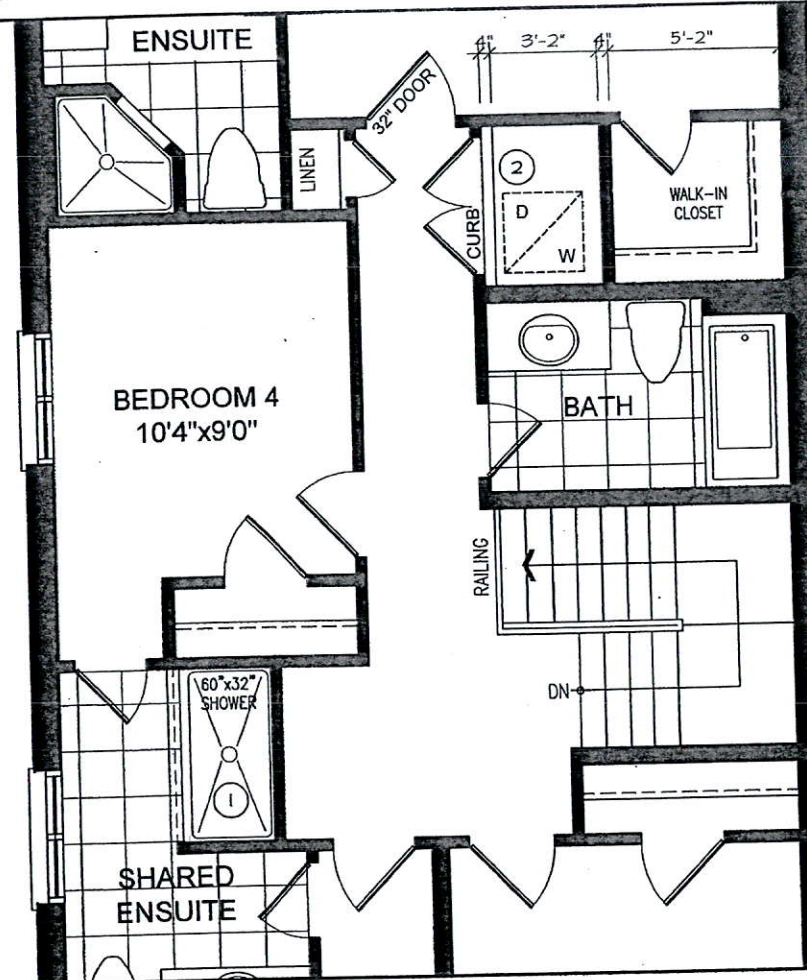 ENSUITE
4" 3'-2" 4" 5'-2"
32" DOOR
LINEN
2
D
W
CURB
WALK-IN
CLOSET
BEDROOM 4
10'4"x9'0"
BATH
RAILING
DN
60"x32"
SHOWER
1
SHARED
ENSUITE